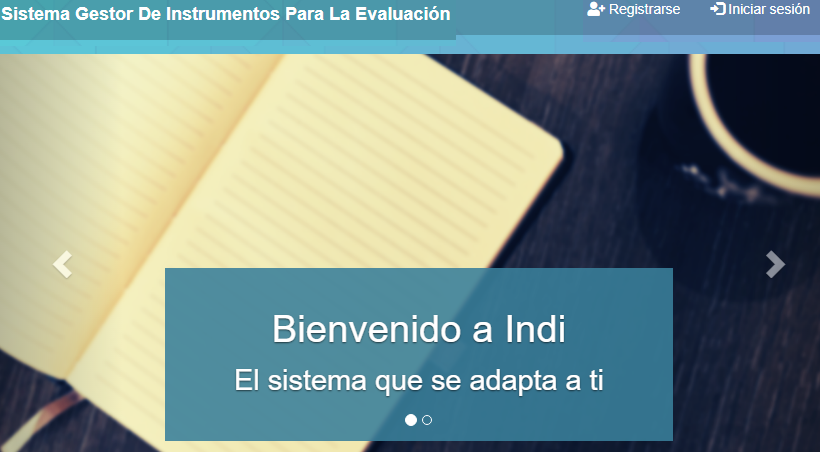 Sistema Gestor De Instrumentos Para La Evaluación
Registrarse
Iniciar sesión
Bienvenido a Indi
El sistema que se adapta a ti